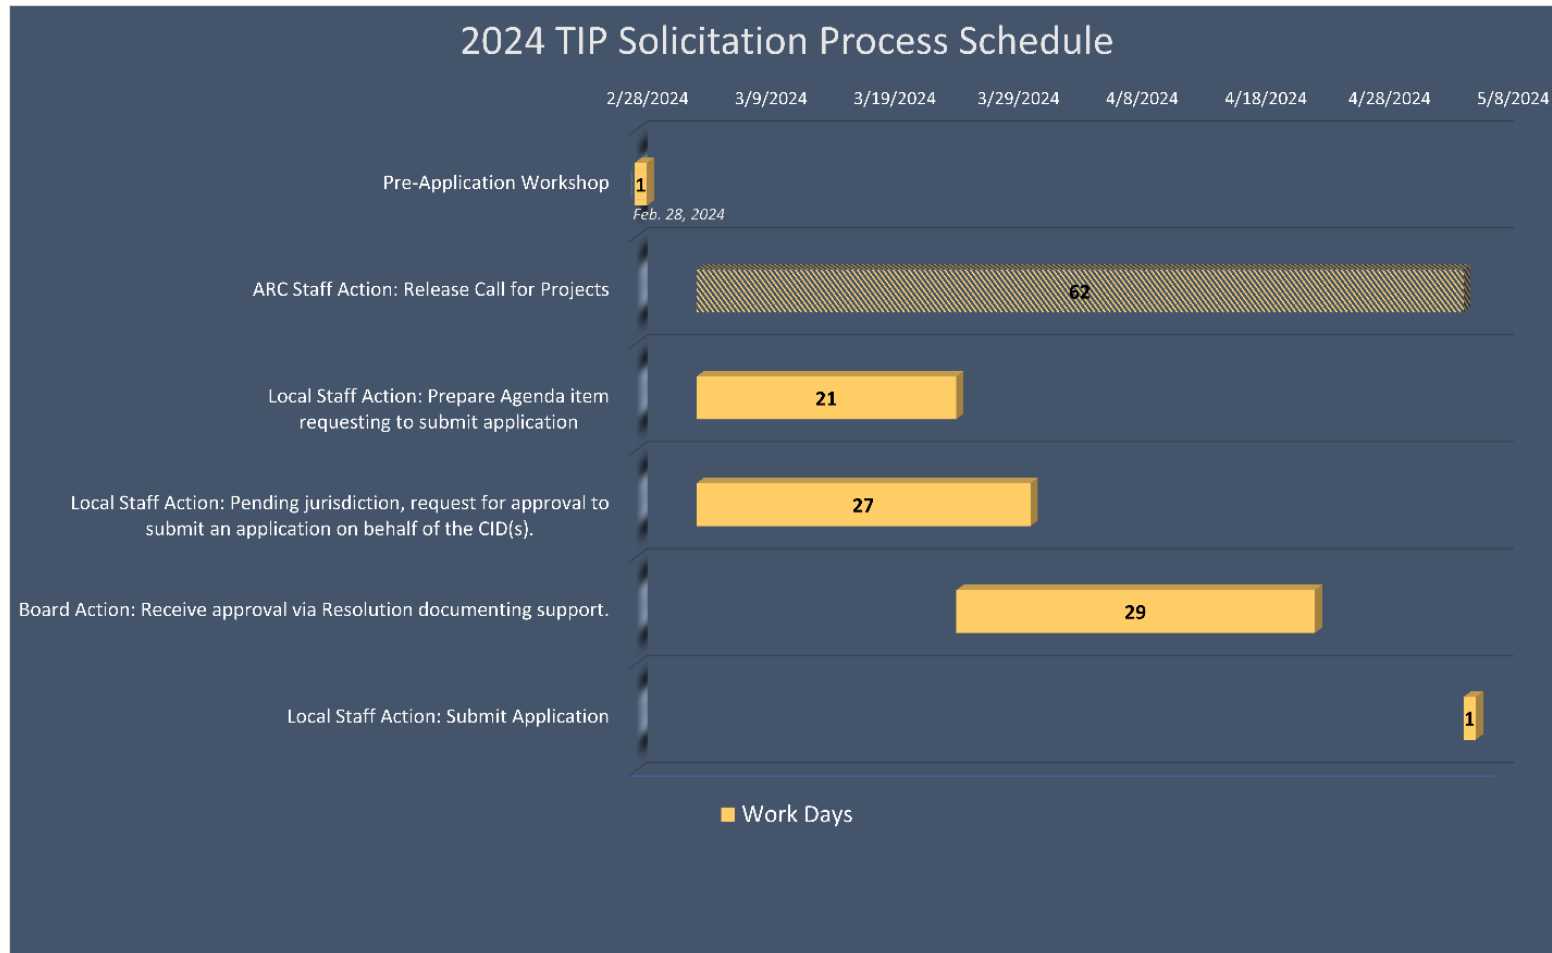 2024 TIP Solicitation Process Schedule
2/28/2024 3/9/2024 3/19/2024 3/29/2024 4/8/2024 4/18/2024 4/28/2024 5/8/2024
Pre-Application Workshop
1
Feb. 28, 2024
ARC Staff Action: Release Call for Projects
62
Local Staff Action: Prepare Agenda item
requesting to submit application
21
Local Staff Action: Pending jurisdiction, request for approval to
submit an application on behalf of the CID(s).
27
Board Action: Receive approval via Resolution documenting support.
29
Local Staff Action: Submit Application
1
Work Days